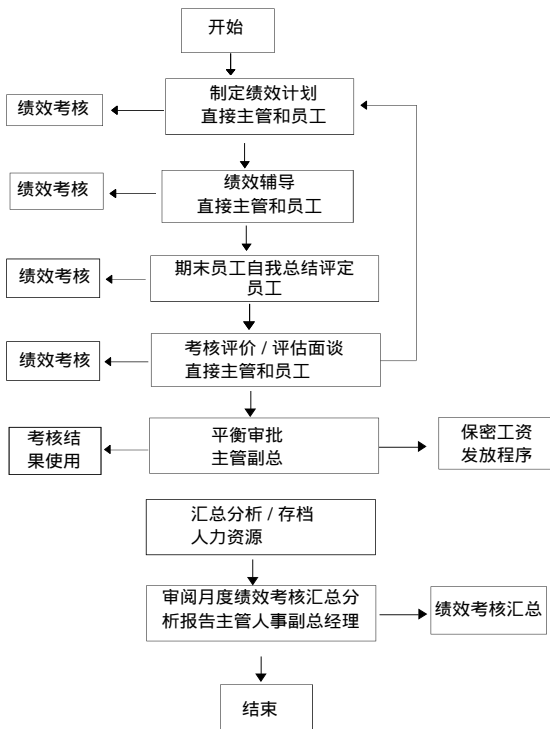 开始
制定绩效计划
直接主管和员工
绩效考核
绩效辅导
直接主管和员工
绩效考核
期末员工自我总结评定
员工
绩效考核
考核评价 / 评估面谈
直接主管和员工
绩效考核
平衡审批
主管副总
考核结
果使用
保密工资
发放程序
汇总分析 / 存档
人力资源
审阅月度绩效考核汇总分
析报告主管人事副总经理
绩效考核汇总
结束